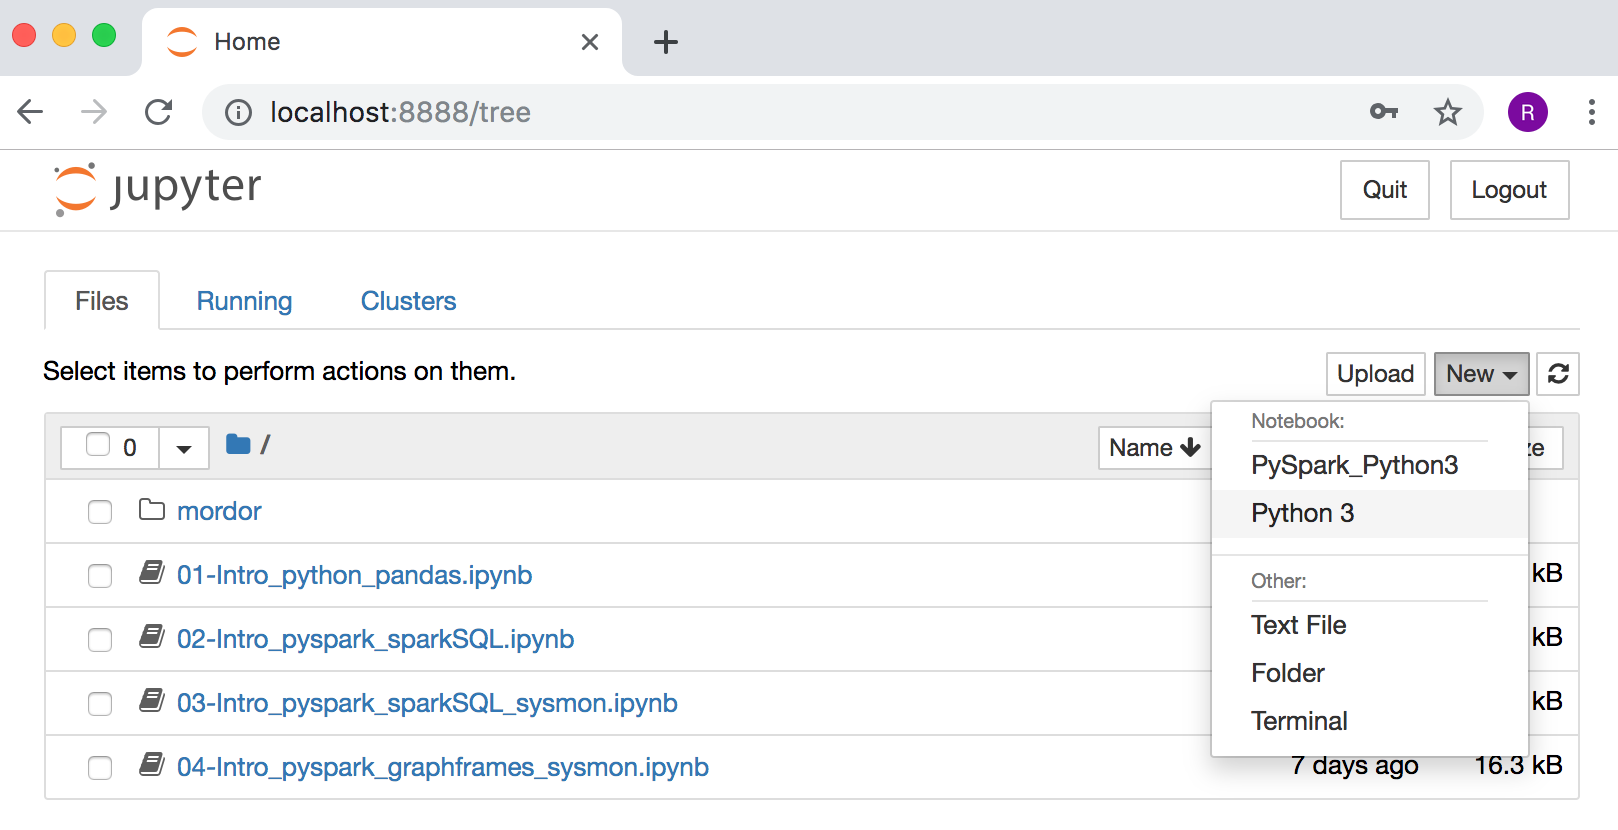 Home
localhost:8888/tree
R
jupyter
Quit
Logout
Files
Running
Clusters
Select items to perform actions on them.
Upload
New
0
/
Name
Notebook:
PySpark_Python3
Python 3
Other:
Text File
Folder
Terminal
mordor
01-Intro_python_pandas.ipynb
kB
02-Intro_pyspark_sparkSQL.ipynb
kB
03-Intro_pyspark_sparkSQL_sysmon.ipynb
kB
04-Intro_pyspark_graphframes_sysmon.ipynb
7 days ago
16.3 kB